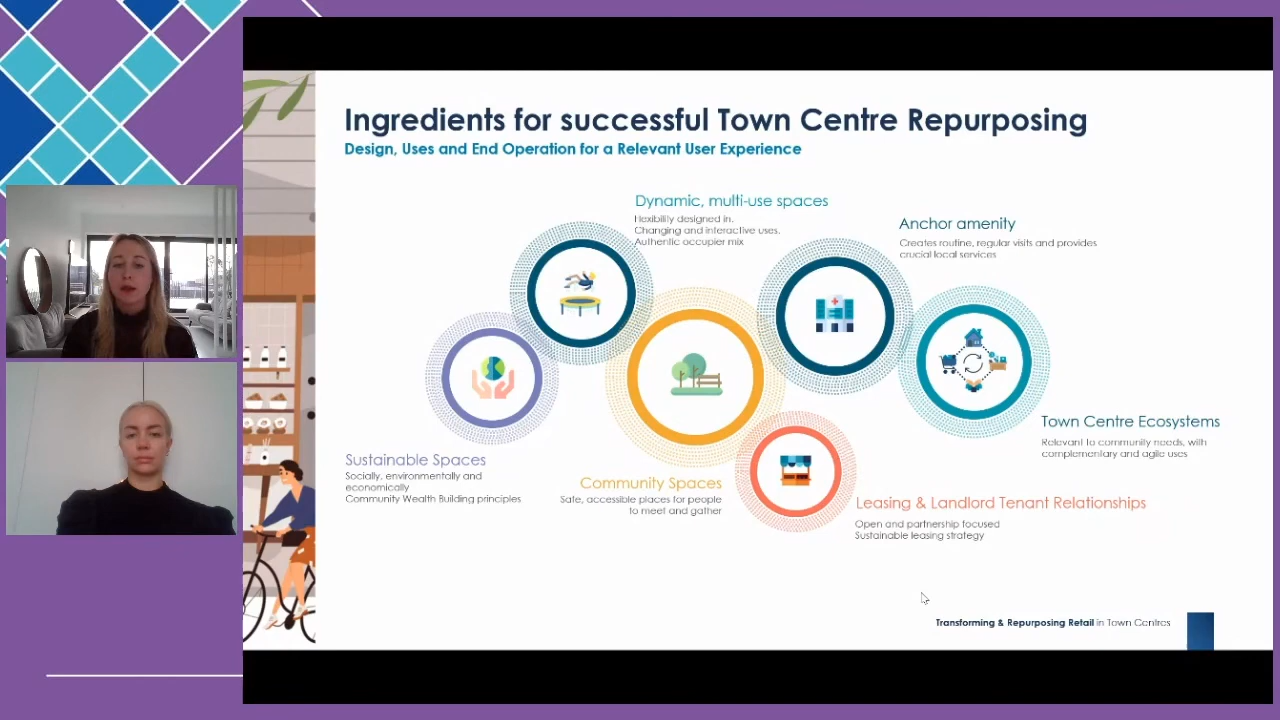 Ingredients for successful Town Centre Repurposing
Design, Uses and End Operation for a Relevant User Experience
Dynamic, multi-use spaces
Flexibility designed in.
Changing and interactive uses.
Authentic occupier mix
Anchor amenity
Creates routine, regular visits and provides
crucial local services
Town Centre Ecosystems
Relevant to community needs, with
complementary and agile uses
Sustainable Spaces
Socially, environmentally and
economically
Community Wealth Building principles
Community Spaces
Safe, accessible places for people
to meet and gather
Leasing & Landlord Tenant Relationships
Open and partnership focused
Sustainable leasing strategy
Transforming & Repurposing Retail in Town Centres